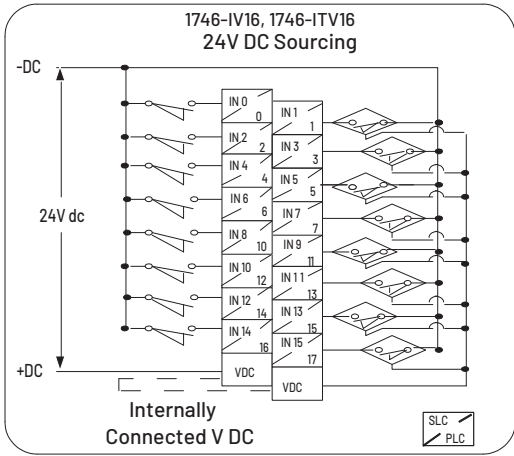 1746-IV16, 1746-ITV16
24V DC Sourcing
-DC
IN 0
0
IN 1
1
IN 2
2
IN 3
3
IN 4
4
IN 5
5
IN 6
6
IN 7
7
24V dc
IN 8
10
IN 9
11
IN 10
12
IN 11
13
IN 12
14
IN 13
15
IN 14
16
IN 15
17
+DC
VDC
VDC
Internally
Connected V DC
SLC
PLC